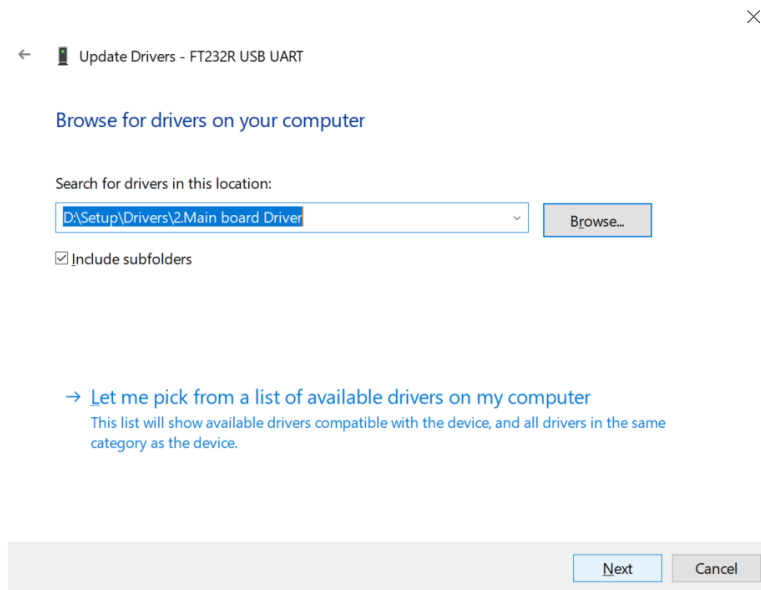 Update Drivers - FT232R USB UART
Browse for drivers on your computer
Search for drivers in this location:
D:\Setup\Drivers\2.Main board Driver
Browse...
Include subfolders
Let me pick from a list of available drivers on my computer
This list will show available drivers compatible with the device, and all drivers in the same
category as the device.
Next
Cancel